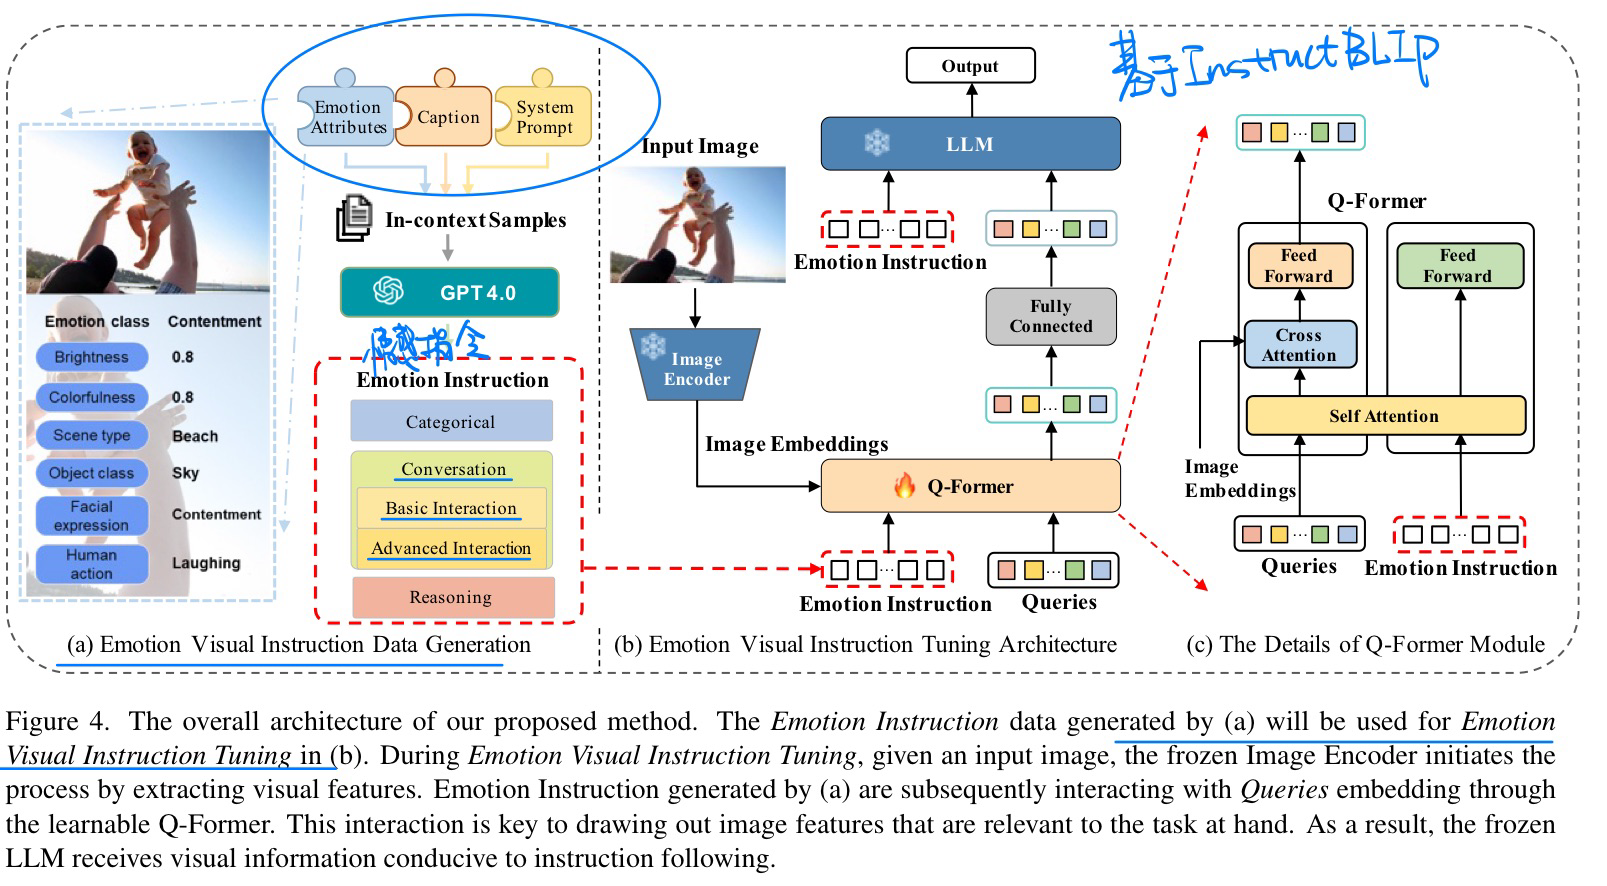 基于InstructBLIP
Emotion
Attributes
Caption
System
Prompt
In-context Samples
GPT 4.0
情感指令
Emotion class Contentment
Brightness 0.8
Colorfulness 0.8
Scene type Beach
Object class Sky
Facial
expression
Contentment
Human
action
Laughing
Emotion Instruction
Categorical
Conversation
Basic Interaction
Advanced Interaction
Reasoning
(a) Emotion Visual Instruction Data Generation
Output
LLM
Input Image
Emotion Instruction
Fully
Connected
Image
Encoder
Image Embeddings
Q-Former
Emotion Instruction
Queries
(b) Emotion Visual Instruction Tuning Architecture
Q-Former
Feed
Forward
Feed
Forward
Cross
Attention
Self Attention
Image
Embeddings
Queries
Emotion Instruction
(c) The Details of Q-Former Module
Figure 4. The overall architecture of our proposed method. The Emotion Instruction data generated by (a) will be used for Emotion
Visual Instruction Tuning in (b). During Emotion Visual Instruction Tuning, given an input image, the frozen Image Encoder initiates the
process by extracting visual features. Emotion Instruction generated by (a) are subsequently interacting with Queries embedding through
the learnable Q-Former. This interaction is key to drawing out image features that are relevant to the task at hand. As a result, the frozen
LLM receives visual information conducive to instruction following.